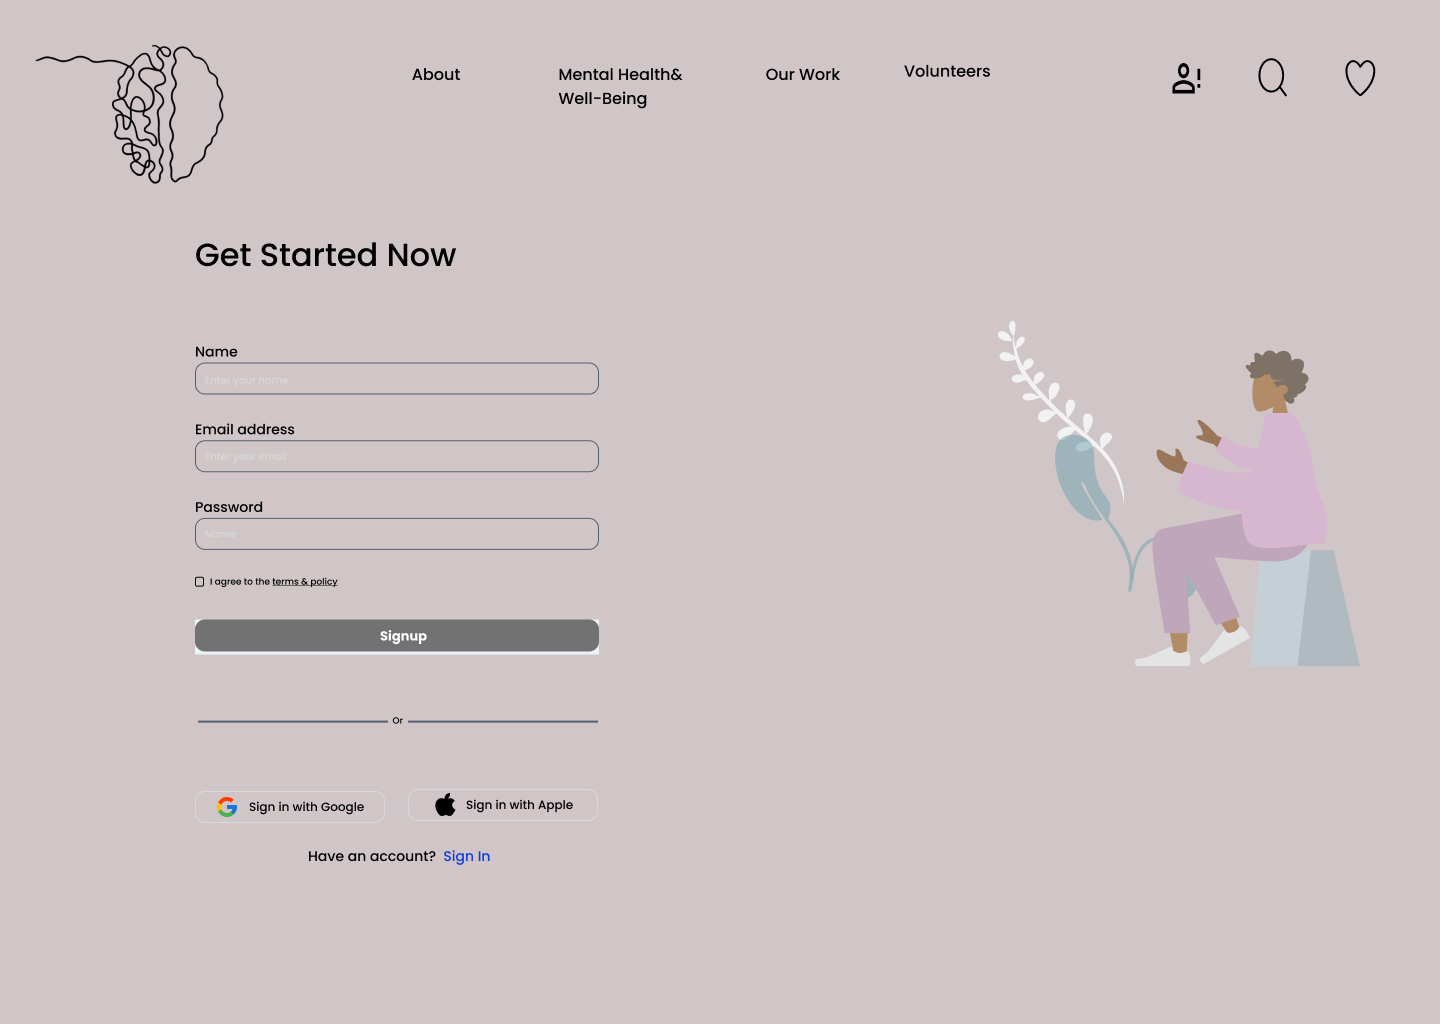 About
Mental Health&
Well-Being
Our Work
Volunteers
Get Started Now
Name
Enter your name
Email address
Enter your email
Password
Name
I agree to the terms & policy
Signup
Or
Sign in with Google
Sign in with Apple
Have an account? Sign In